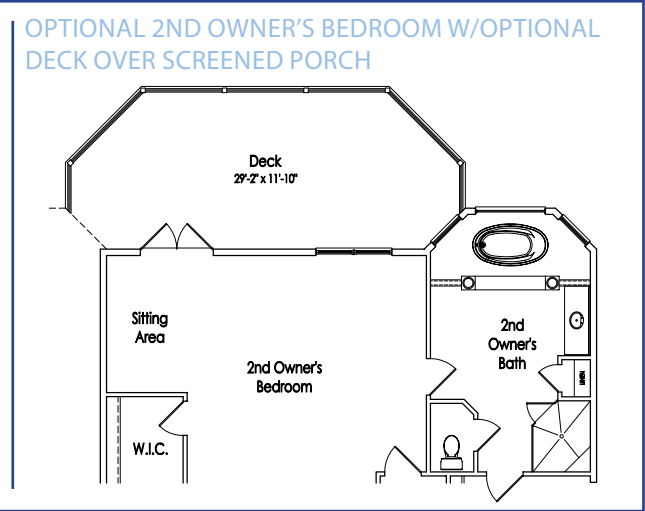 OPTIONAL 2ND OWNER'S BEDROOM W/OPTIONAL
DECK OVER SCREENED PORCH
Deck
29'-2" x 11'-10"
Sitting
Area
2nd Owner's
Bedroom
2nd
Owner's
Bath
LINEN
W.I.C.